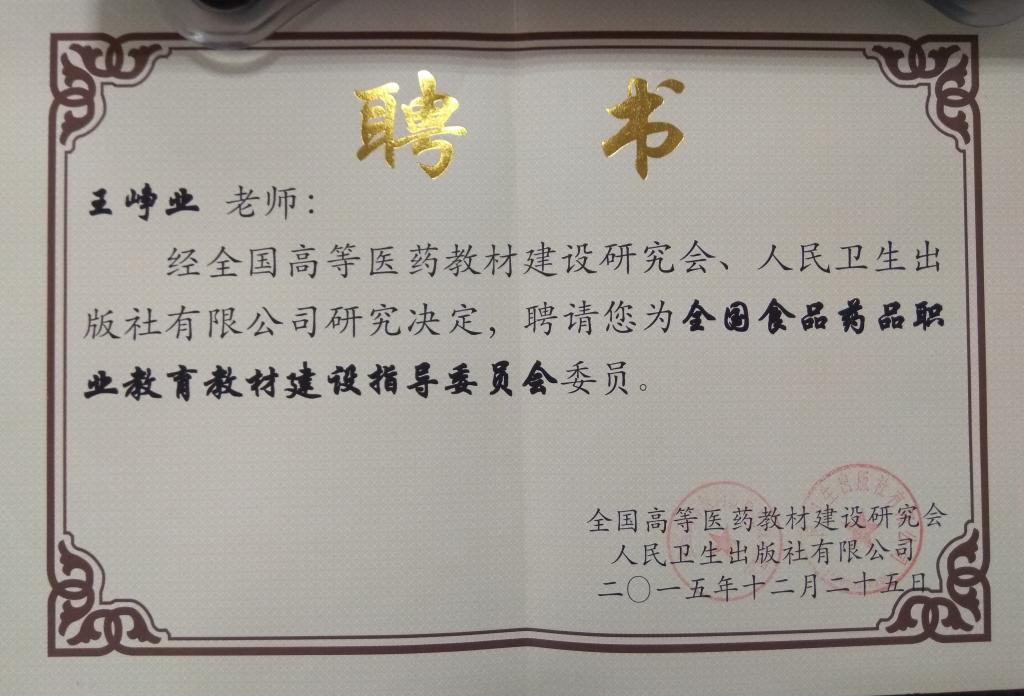 聘 书
王峥业 老师：
经全国高等医药教材建设研究会、人民卫生出
版社有限公司研究决定，聘请您为全国食品药品职
业教育教材建设指导委员会委员。
全国高等医药教材建设研究会
人民卫生出版社有限公司
二〇一五年十二月二十五日